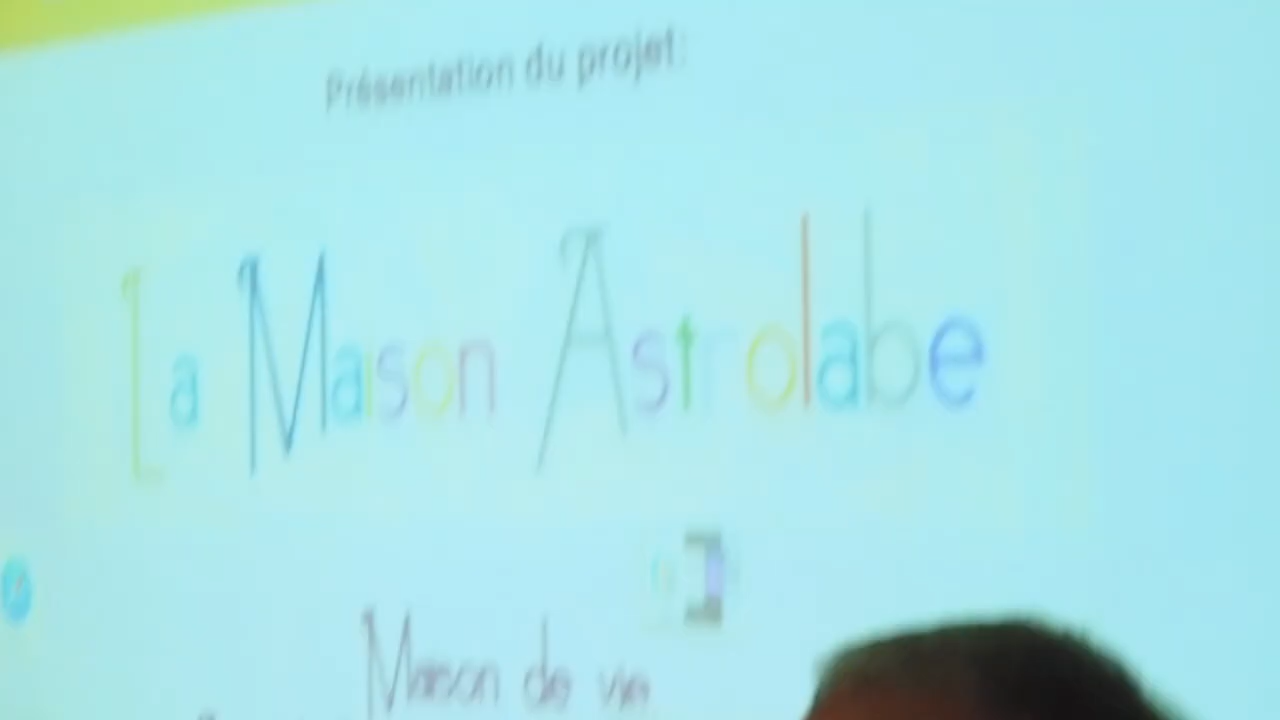 Présentation du projet:
La Maison Astrolabe
Maison de vie